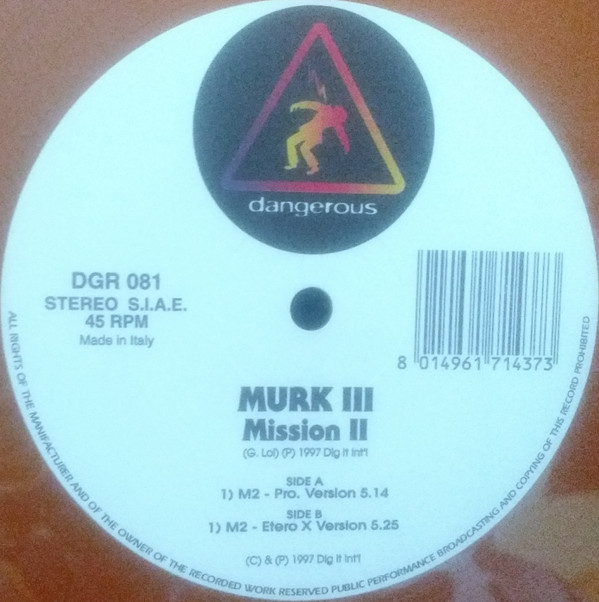 dangerous
DGR 081
STEREO S.I.A.E.
45 RPM
Made in Italy
8 014961 714373
MURK III
Mission II
(G. Loi) (P) 1997 Dig It Int'l
SIDE A
1) M2 - Pro. Version 5.14
SIDE B
1) M2 - Etero X Version 5.25
(C) & (P) 1997 Dig It Int'l
ALL RIGHTS OF THE MANIFACTURER AND OF THE OWNER OF THE RECORDED WORK RESERVED PUBLIC PERFORMANCE BROADCASTING AND COPYING OF THIS RECORD PROHIBITED